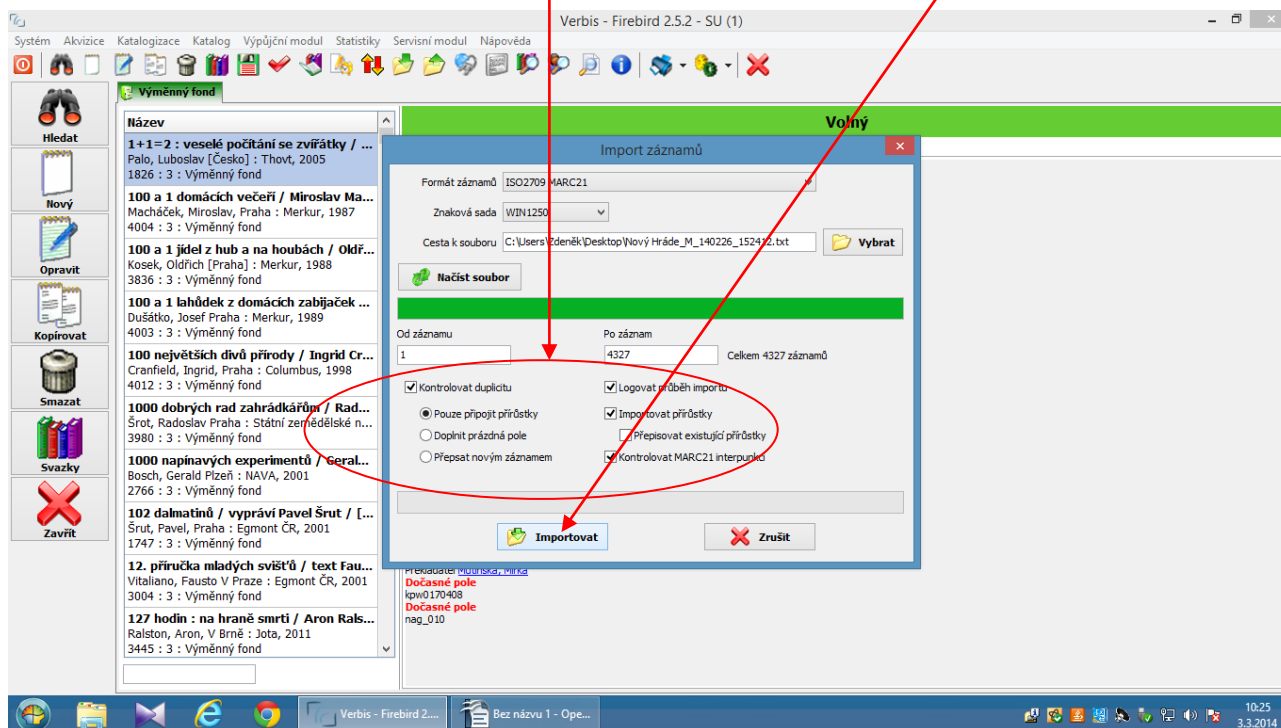 Verbis - Firebird 2.5.2 - SU (1)
Systém Akvizice Katalogizace Katalog Výpůjční modul Statistiky Servisní modul Nápověda
Výměnný fond
Hledat
Nový
Opravit
Kopírovat
Smazat
Svazky
Zavřít
Název
1+1=2 : veselé počítání se zvířátky / ...
Palo, Luboslav [Česko] : Thovt, 2005
1826 : 3 : Výměnný fond
100 a 1 domácích večeří / Miroslav Ma...
Macháček, Miroslav, Praha : Merkur, 1987
4004 : 3 : Výměnný fond
100 a 1 jídel z hub a na houbách / Oldř...
Kosek, Oldřich [Praha] : Merkur, 1988
3836 : 3 : Výměnný fond
100 a 1 lahůdek z domácích zabijaček ...
Dušátko, Josef Praha : Merkur, 1989
4003 : 3 : Výměnný fond
100 největších divů přírody / Ingrid Cr...
Cranfield, Ingrid, Praha : Columbus, 1998
4012 : 3 : Výměnný fond
1000 dobrých rad zahrádkářům / Rad...
Šrot, Radoslav Praha : Státní zemědělské n...
3980 : 3 : Výměnný fond
1000 napínavých experimentů / Geral...
Bosch, Gerald Plzeň : NAVA, 2001
2766 : 3 : Výměnný fond
102 dalmatinů / vypráví Pavel Šrut / [...
Šrut, Pavel, Praha : Egmont ČR, 2001
1747 : 3 : Výměnný fond
12. příručka mladých svišťů / text Fau...
Vitaliano, Fausto V Praze : Egmont ČR, 2001
3004 : 3 : Výměnný fond
127 hodin : na hraně smrti / Aron Rals...
Ralston, Aron, V Brně : Jota, 2011
3445 : 3 : Výměnný fond
Volný
Import záznamů
Formát záznamů ISO2709 MARC21
Znaková sada WIN1250
Cesta k souboru C:\Users\Zdeněk\Desktop\Nový Hráde_M_140226_152412.txt Vybrat
Načíst soubor
Od záznamu Po záznam
1 4327 Celkem 4327 záznamů
Kontrolovat duplicitu Logovat průběh importu
Pouze připojit přírůstky Importovat přírůstky
Doplnit prázdná pole Přepisovat existující přírůstky
Přepsat novým záznamem Kontrolovat MARC21 interpunkci
Importovat Zrušit
Překladatel Mutinská, Mirka
Dočasné pole
kpw0170408
Dočasné pole
nag_010
Verbis - Firebird 2.... Bez názvu 1 - Ope...
10:25
3.3.2014